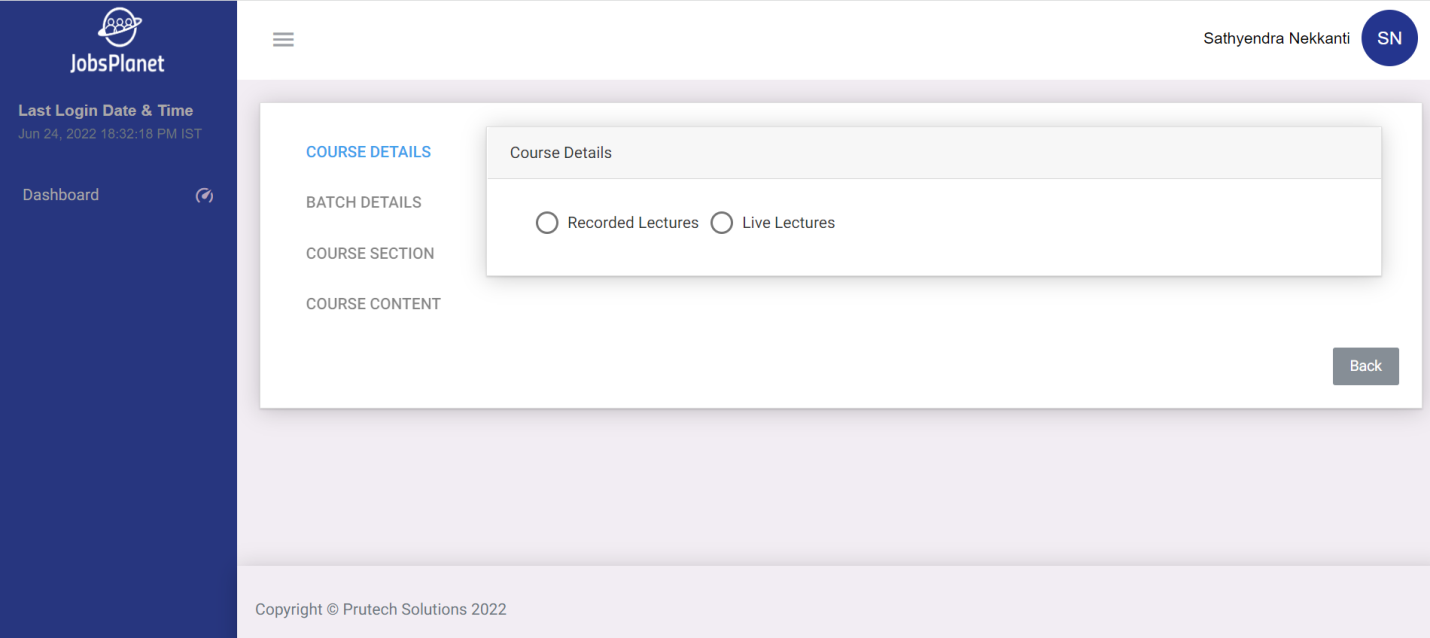 JobsPlanet
Last Login Date & Time
Jun 24, 2022 18:32:18 PM IST
Dashboard
Sathyendra Nekkanti
SN
COURSE DETAILS
BATCH DETAILS
COURSE SECTION
COURSE CONTENT
Course Details
Recorded Lectures Live Lectures
Back
Copyright © Prutech Solutions 2022